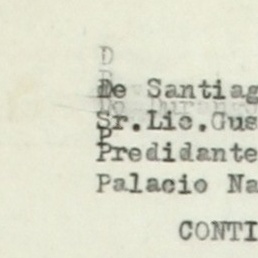 D
De Santiag
Sr.Lic.Gus
Predidante
Palacio Na
CONTI